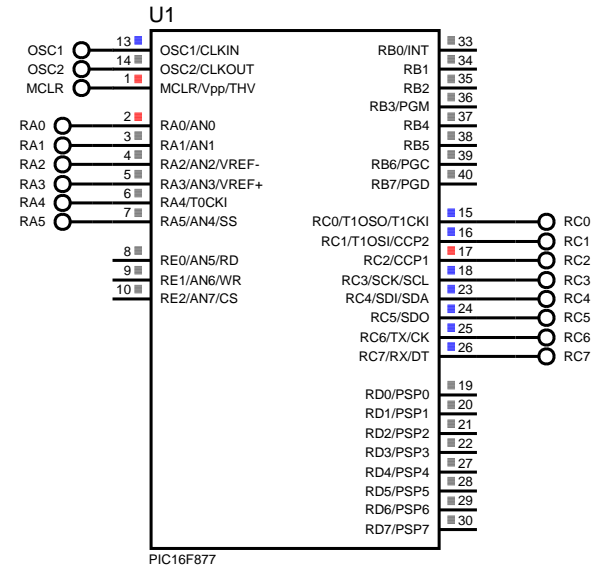 U1
OSC1 13 OSC1/CLKIN RB0/INT 33
OSC2 14 OSC2/CLKOUT RB1 34
MCLR 1 MCLR/Vpp/THV RB2 35
RB3/PGM 36
RA0 2 RA0/AN0 RB4 37
RA1 3 RA1/AN1 RB5 38
RA2 4 RA2/AN2/VREF- RB6/PGC 39
RA3 5 RA3/AN3/VREF+ RB7/PGD 40
RA4 6 RA4/T0CKI
RA5 7 RA5/AN4/SS RC0/T1OSO/T1CKI 15 RC0
RC1/T1OSI/CCP2 16 RC1
8 RE0/AN5/RD RC2/CCP1 17 RC2
9 RE1/AN6/WR RC3/SCK/SCL 18 RC3
10 RE2/AN7/CS RC4/SDI/SDA 23 RC4
RC5/SDO 24 RC5
RC6/TX/CK 25 RC6
RC7/RX/DT 26 RC7
RD0/PSP0 19
RD1/PSP1 20
RD2/PSP2 21
RD3/PSP3 22
RD4/PSP4 27
RD5/PSP5 28
RD6/PSP6 29
RD7/PSP7 30
PIC16F877